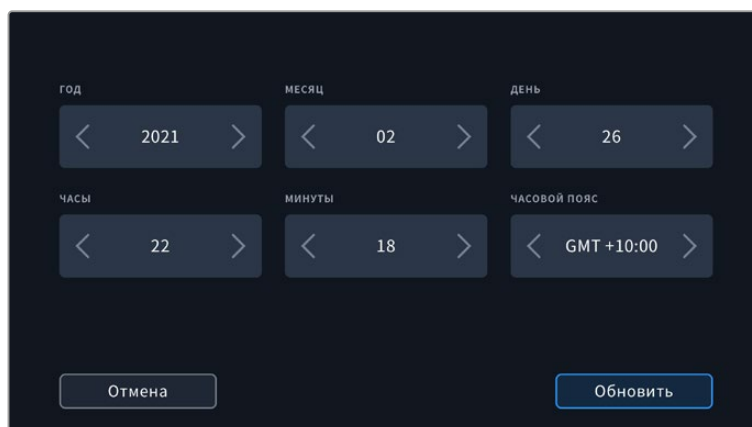 ГОД МЕСЯЦ ДЕНЬ
2021 02 26
ЧАСЫ МИНУТЫ ЧАСОВОЙ ПОЯС
22 18 GMT +10:00
Отмена Обновить